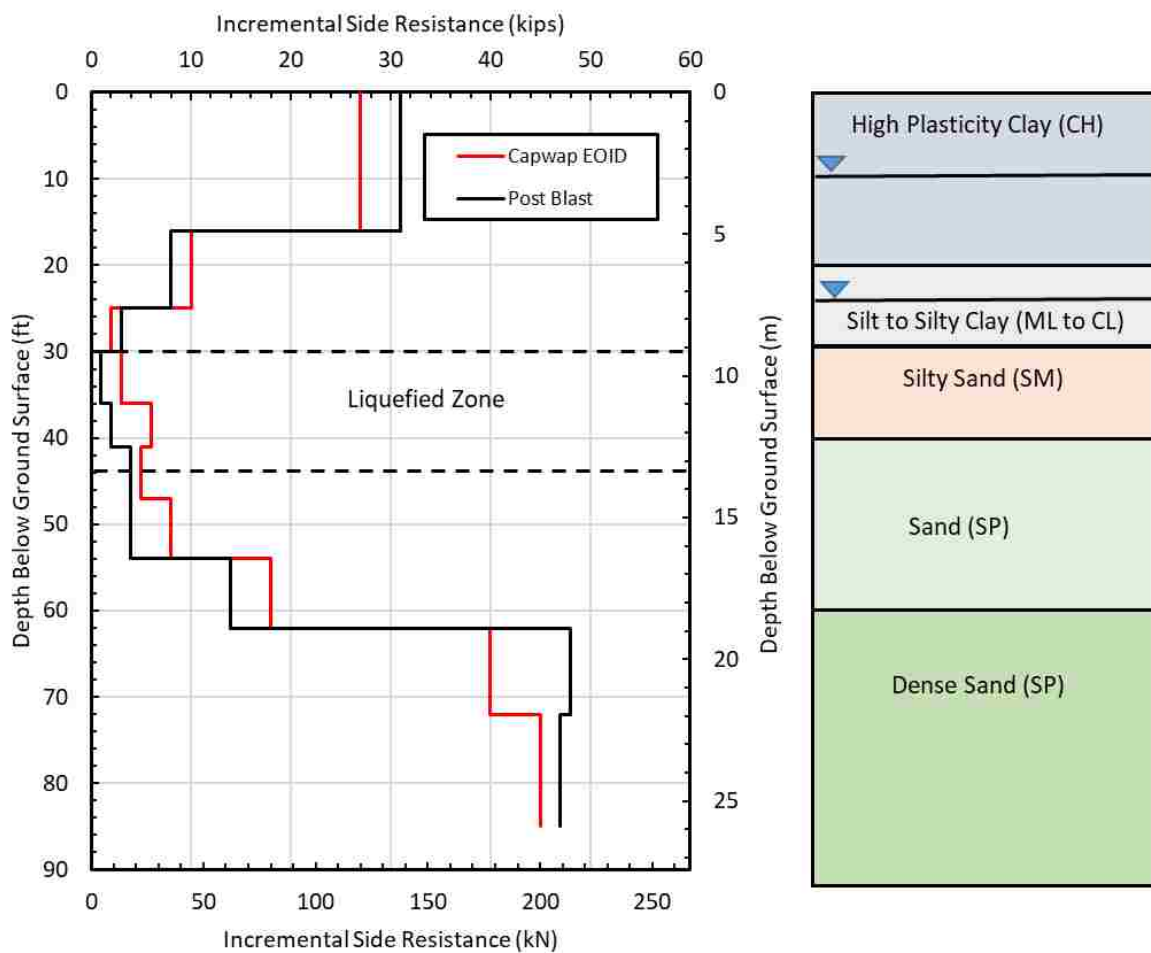 Incremental Side Resistance (kips)
0 10 20 30 40 50 60
0
10
20
30
40
50
60
70
80
90
Depth Below Ground Surface (ft)
Capwap EOID
Post Blast
Liquefied Zone
0
5
10
15
20
25
Depth Below Ground Surface (m)
0 50 100 150 200 250
Incremental Side Resistance (kN)
High Plasticity Clay (CH)
Silt to Silty Clay (ML to CL)
Silty Sand (SM)
Sand (SP)
Dense Sand (SP)